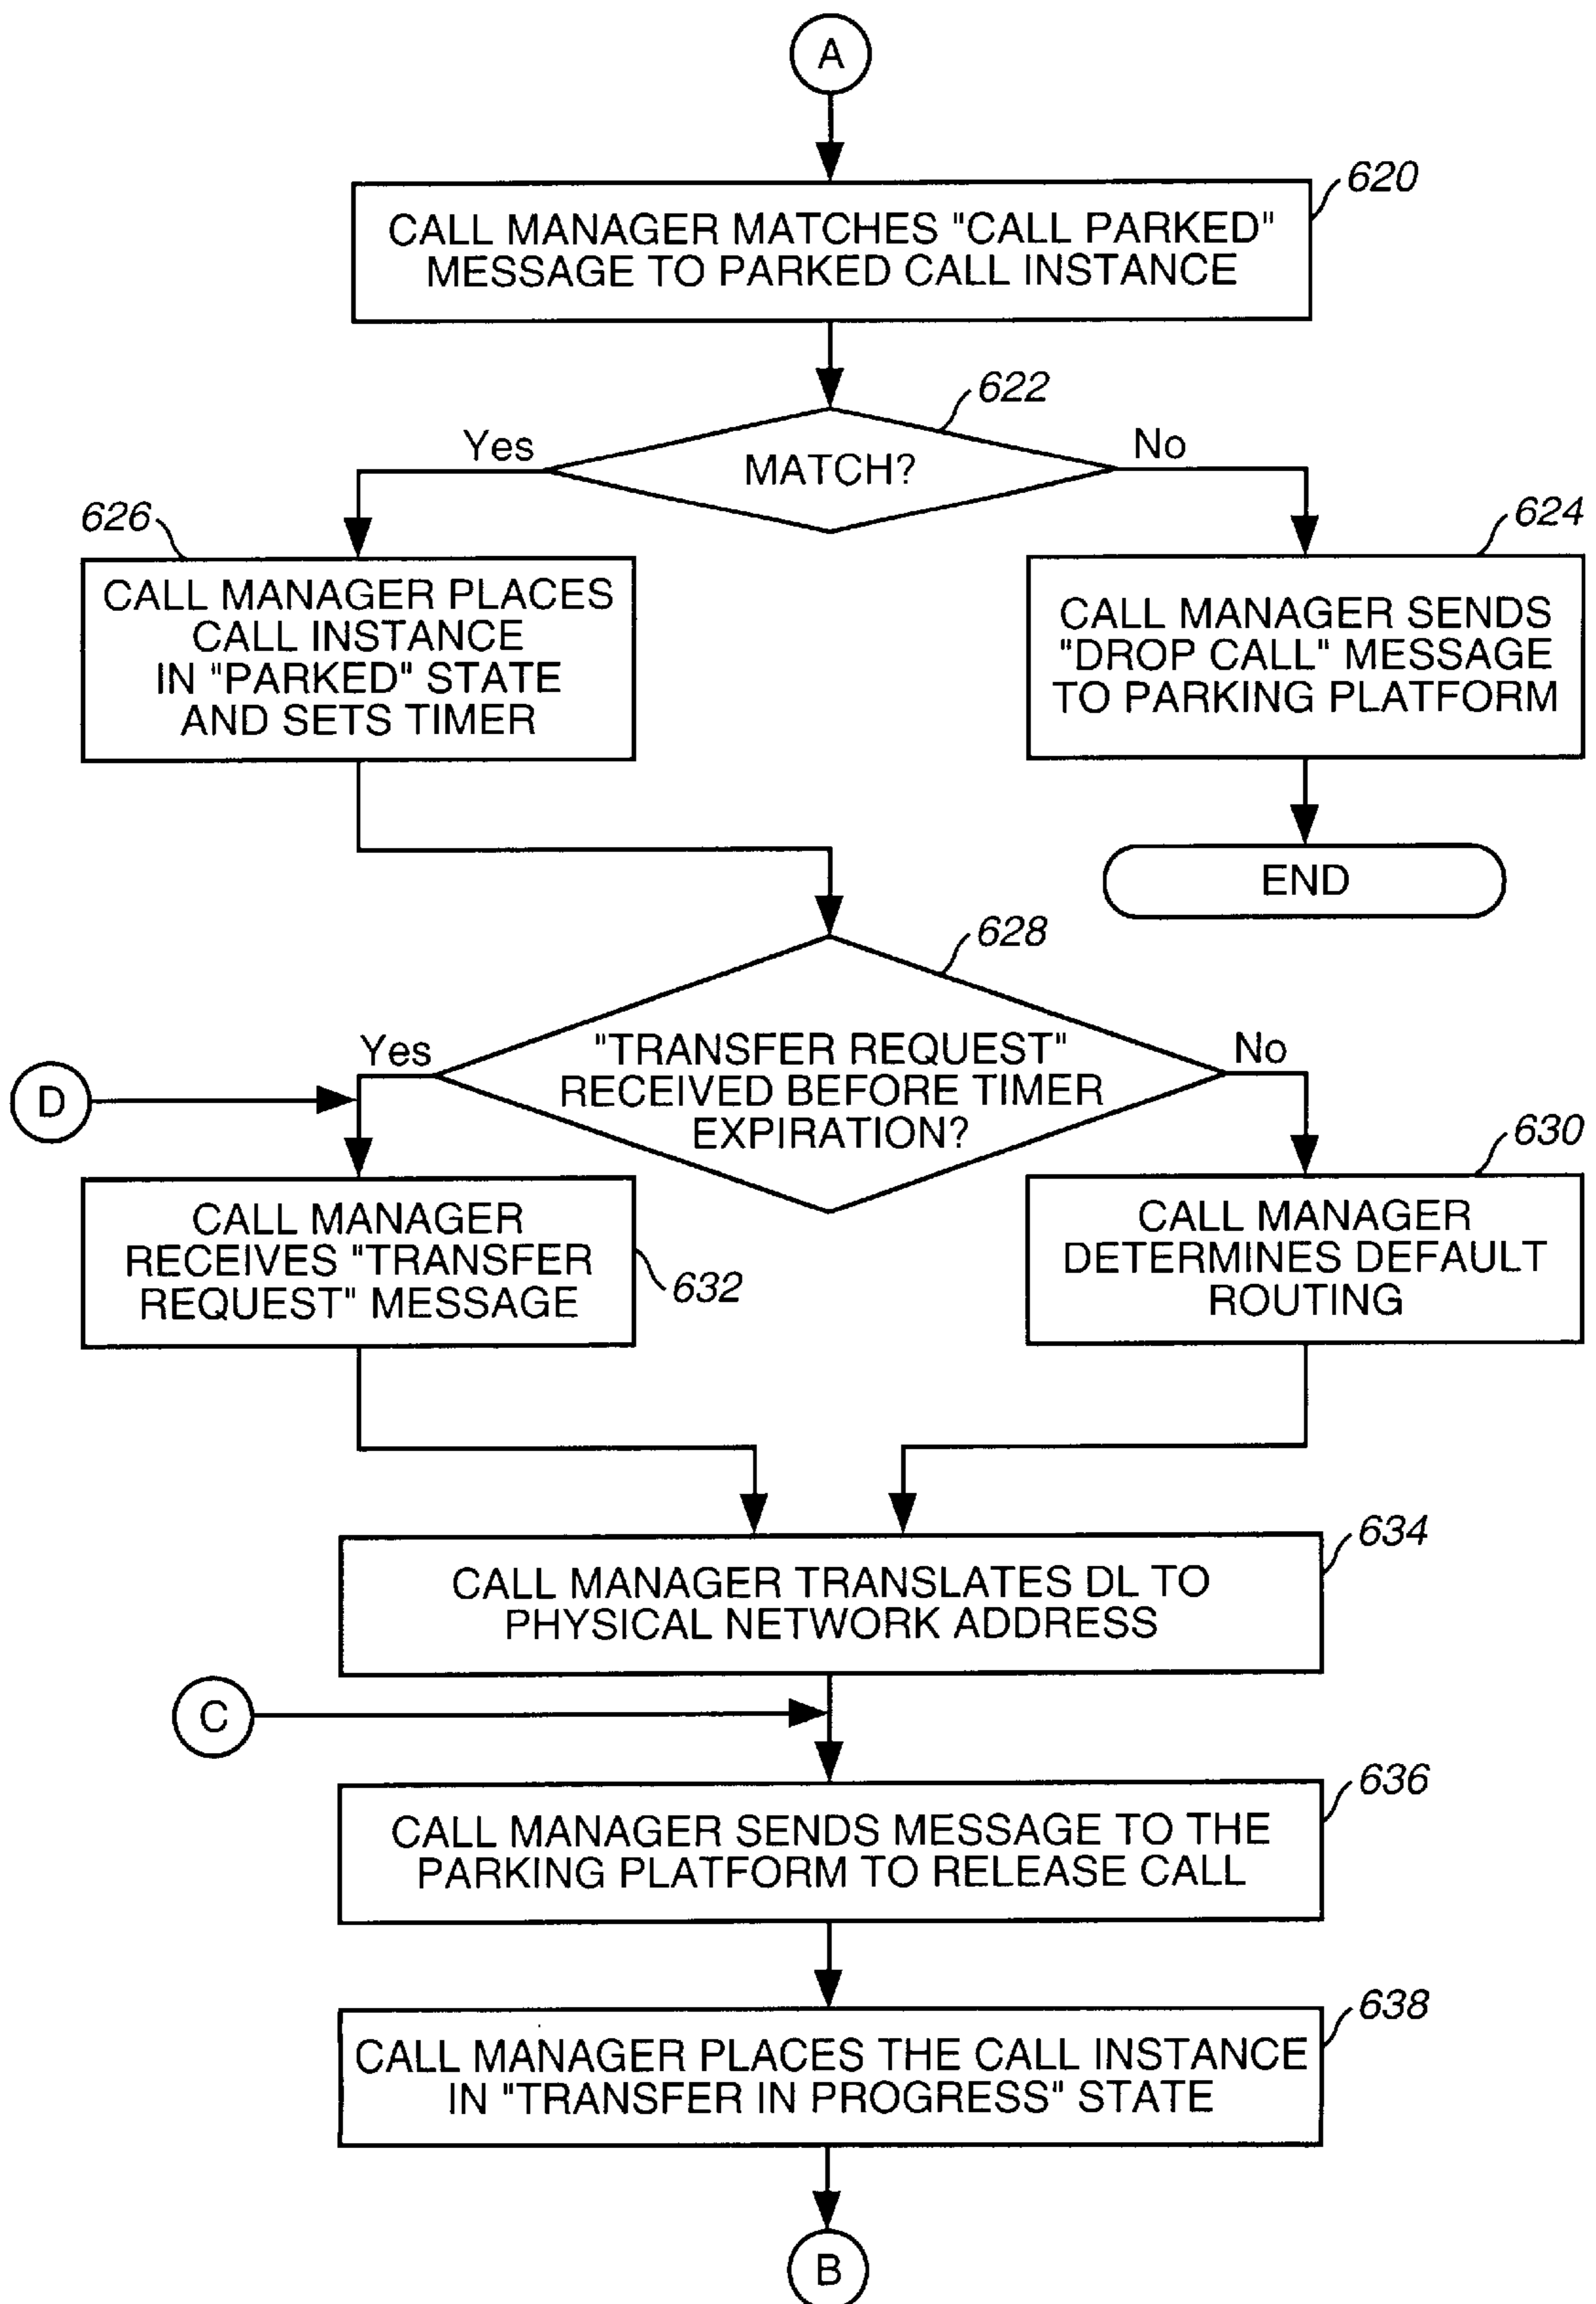 A
620
CALL MANAGER MATCHES "CALL PARKED"
MESSAGE TO PARKED CALL INSTANCE
622
Yes
MATCH?
No
626
CALL MANAGER PLACES
CALL INSTANCE
IN "PARKED" STATE
AND SETS TIMER
624
CALL MANAGER SENDS
"DROP CALL" MESSAGE
TO PARKING PLATFORM
END
628
Yes
"TRANSFER REQUEST"
RECEIVED BEFORE TIMER
EXPIRATION?
No
D
CALL MANAGER
RECEIVES "TRANSFER
REQUEST" MESSAGE
632
630
CALL MANAGER
DETERMINES DEFAULT
ROUTING
634
CALL MANAGER TRANSLATES DL TO
PHYSICAL NETWORK ADDRESS
C
636
CALL MANAGER SENDS MESSAGE TO THE
PARKING PLATFORM TO RELEASE CALL
638
CALL MANAGER PLACES THE CALL INSTANCE
IN "TRANSFER IN PROGRESS" STATE
B